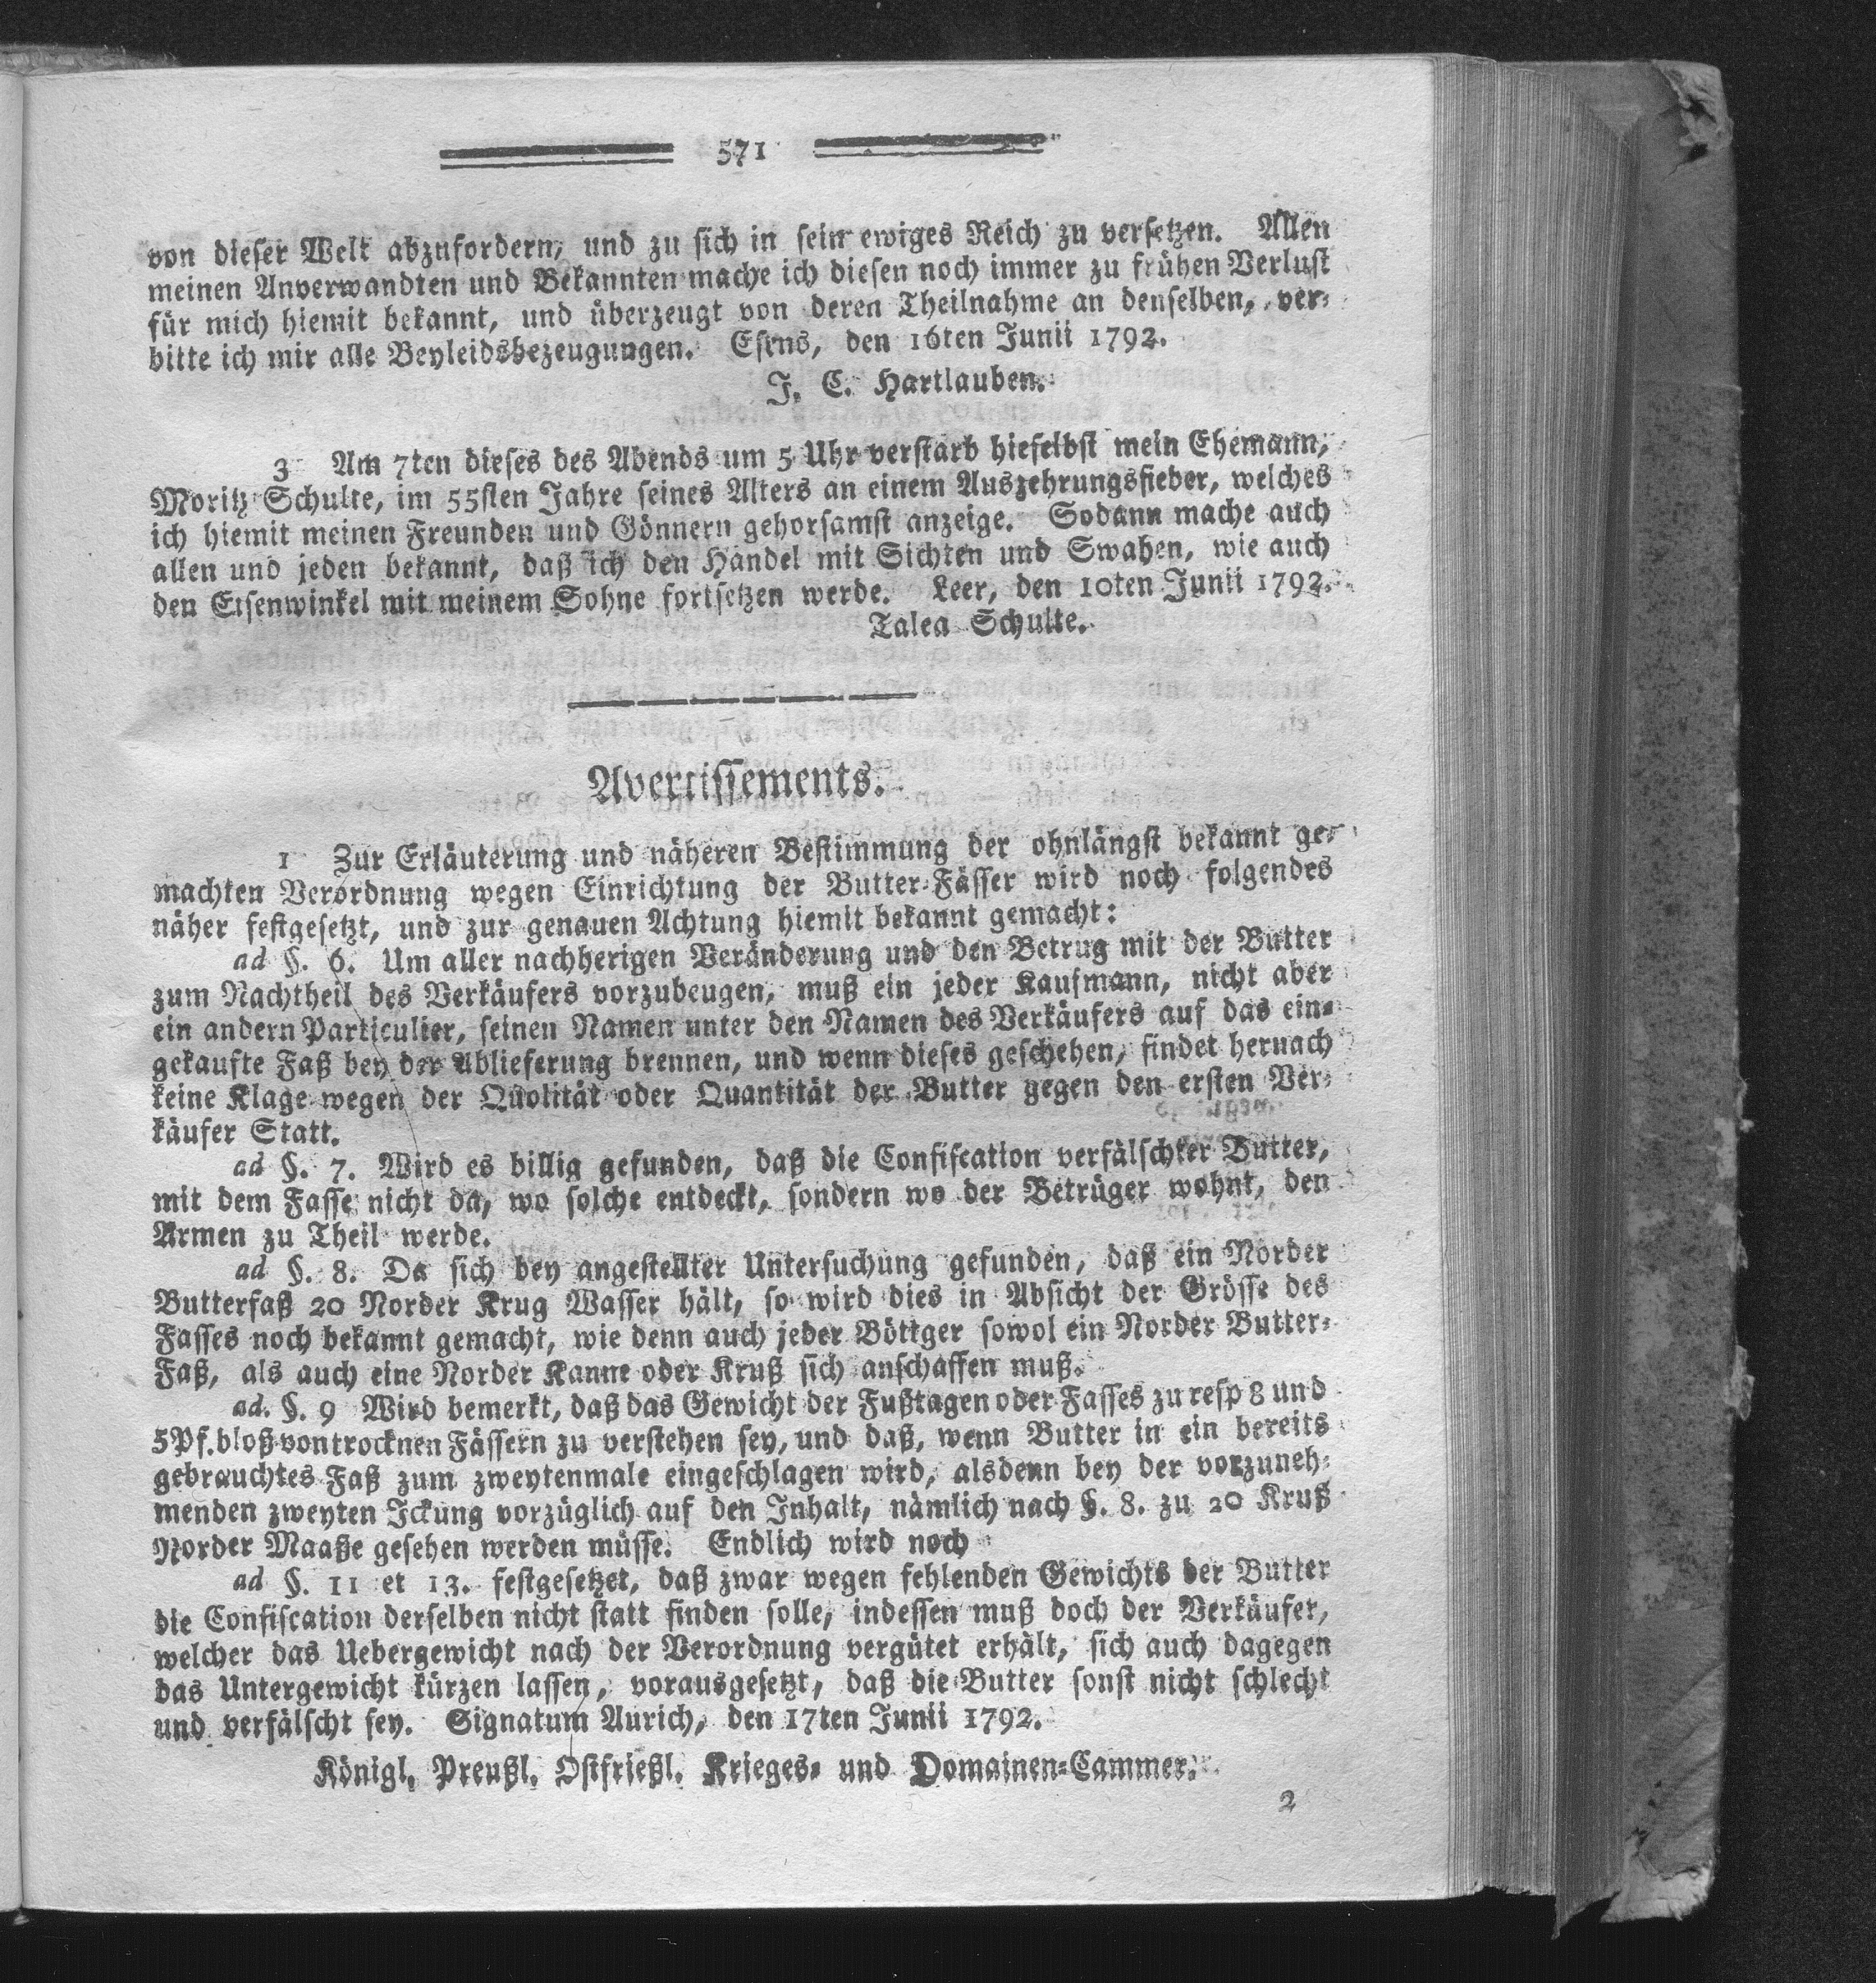 571
von dieser Welt abzufordern, und zu sich in sein ewiges Reich zu versetzen. Allen
meinen Anverwandten und Bekannten mache ich diesen noch immer zu frühen Verlust
für mich hiemit bekannt, und überzeugt von deren Theilnahme an denselben, ver-
bitte ich mir alle Beyleidsbezeugungen. Esens, den 16ten Junii 1792.
J. C. Hartlauben.
3 Am 7ten dieses des Abends um 5 Uhr verstarb hieselbst mein Ehemann,
Moritz Schulte, im 55sten Jahre seines Alters an einem Auszehrungsfieber, welches
ich hiemit meinen Freunden und Gönnern gehorsamst anzeige. Sodann mache auch
allen und jeden bekannt, daß ich den Handel mit Sichten und Swahen, wie auch
den Eisenwinkel mit meinem Sohne fortsetzen werde. Leer, den 10ten Junii 1792.
Talea Schulte.
Avertissements.
1 Zur Erläuterung und näheren Bestimmung der ohnlängst bekannt ge-
machten Verordnung wegen Einrichtung der Butter-Fässer wird noch folgendes
näher festgesetzt, und zur genauen Achtung hiemit bekannt gemacht:
ad §. 6. Um aller nachherigen Veränderung und den Betrug mit der Butter
zum Nachtheil des Verkäufers vorzubeugen, muß ein jeder Kaufmann, nicht aber
ein andern Particulier, seinen Namen unter den Namen des Verkäufers auf das ein-
gekaufte Faß bey der Ablieferung brennen, und wenn dieses geschehen, findet hernach
keine Klage wegen der Quolität oder Quantität der Butter gegen den ersten Ver-
käufer Statt.
ad §. 7. Wird es billig gefunden, daß die Confiscation verfälschter Butter,
mit dem Fasse nicht da, wo solche entdeckt, sondern wo der Betrüger wohnt, den
Armen zu Theil werde.
ad §. 8. Da sich bey angestellter Untersuchung gefunden, daß ein Norder
Butterfaß 20 Norder Krug Wasser hält, so wird dies in Absicht der Grösse des
Fasses noch bekannt gemacht, wie denn auch jeder Böttger sowol ein Norder Butter-
Faß, als auch eine Norder Kanne oder Kruß sich anschaffen muß.
ad. §. 9 Wird bemerkt, daß das Gewicht der Fußtagen oder Fasses zu resp 8 und
5 Pf. bloß von trocknen Fässern zu verstehen sey, und daß, wenn Butter in ein bereits
gebrauchtes Faß zum zweytenmale eingeschlagen wird, alsdenn bey der vorzuneh-
menden zweyten Ickung vorzüglich auf den Inhalt, nämlich nach §. 8. zu 20 Kruß
Norder Maaße gesehen werden müsse. Endlich wird noch
ad §. 11 et 13. festgesetzet, daß zwar wegen fehlenden Gewichts der Butter
die Confiscation derselben nicht statt finden solle, indessen muß doch der Verkäufer,
welcher das Uebergewicht nach der Verordnung vergütet erhält, sich auch dagegen
das Untergewicht kürzen lassen, vorausgesetzt, daß die Butter sonst nicht schlecht
und verfälscht sey. Signatum Aurich, den 17ten Junii 1792.
Königl. Preußl. Ostfrießl. Krieges- und Domainen-Cammer.
2